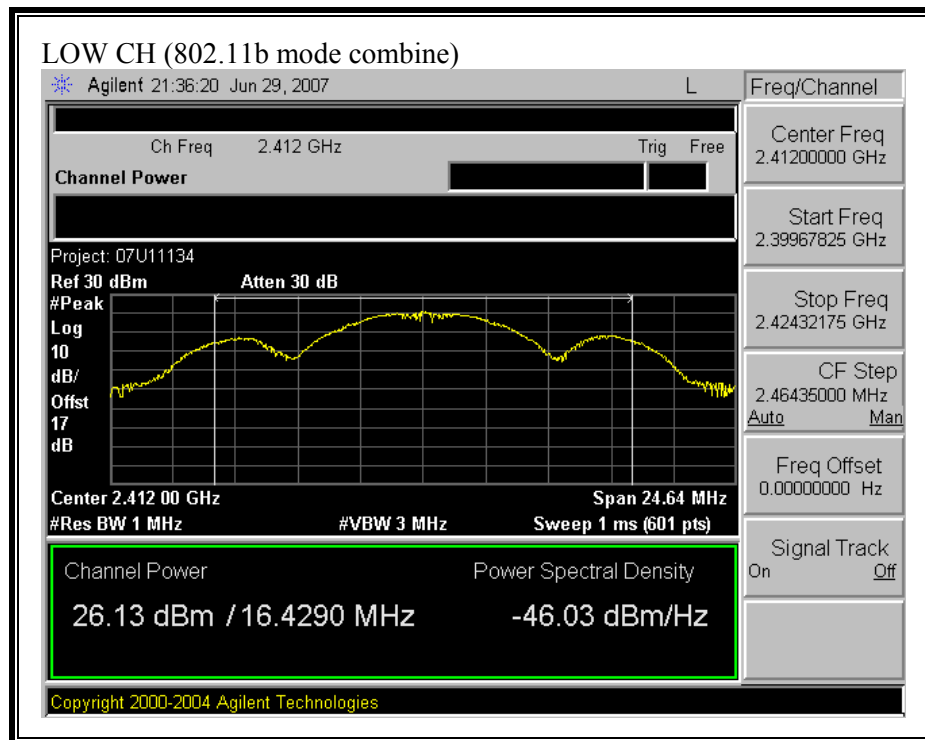 LOW CH (802.11b mode combine)
Agilent 21:36:20 Jun 29, 2007 L
Freq/Channel
Ch Freq 2.412 GHz Trig Free
Channel Power
Project: 07U11134
Ref 30 dBm Atten 30 dB
#Peak
Log
10
dB/
Offst
17
dB
Center 2.412 00 GHz Span 24.64 MHz
#Res BW 1 MHz #VBW 3 MHz Sweep 1 ms (601 pts)
Channel Power Power Spectral Density
26.13 dBm / 16.4290 MHz -46.03 dBm/Hz
Copyright 2000-2004 Agilent Technologies
Center Freq
2.41200000 GHz
Start Freq
2.39967825 GHz
Stop Freq
2.42432175 GHz
CF Step
2.46435000 MHz
Auto Man
Freq Offset
0.00000000 Hz
Signal Track
On Off